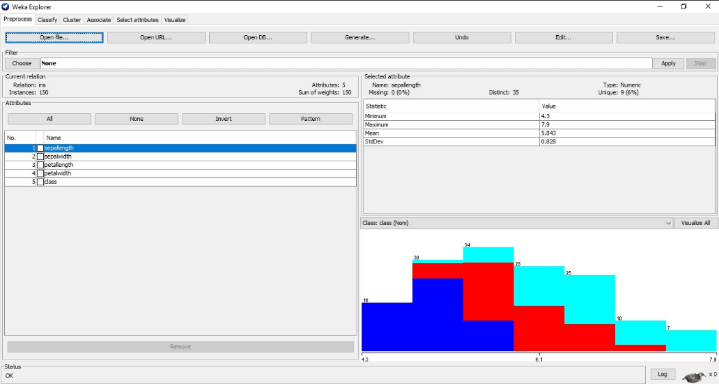 Weka Explorer
Preprocess Classify Cluster Associate Select attributes Visualize
Open file... Open URL... Open DB... Generate... Undo Edit... Save...
Filter
Choose None Apply Stop
Current relation
Relation: iris Attributes: 5
Instances: 150 Sum of weights: 150
Selected attribute
Name: sepallength Type: Numeric
Missing: 0 (0%) Distinct: 35 Unique: 9 (6%)
Attributes
All None Invert Pattern
No. Name
1 sepallength
2 sepalwidth
3 petallength
4 petalwidth
5 class
Remove
Statistic Value
Minimum 4.3
Maximum 7.9
Mean 5.843
StdDev 0.828
Class: class (Nom) Visualize All
16 30 34 28 25 10 7
4.3 6.1 7.9
Status
OK
Log x 0